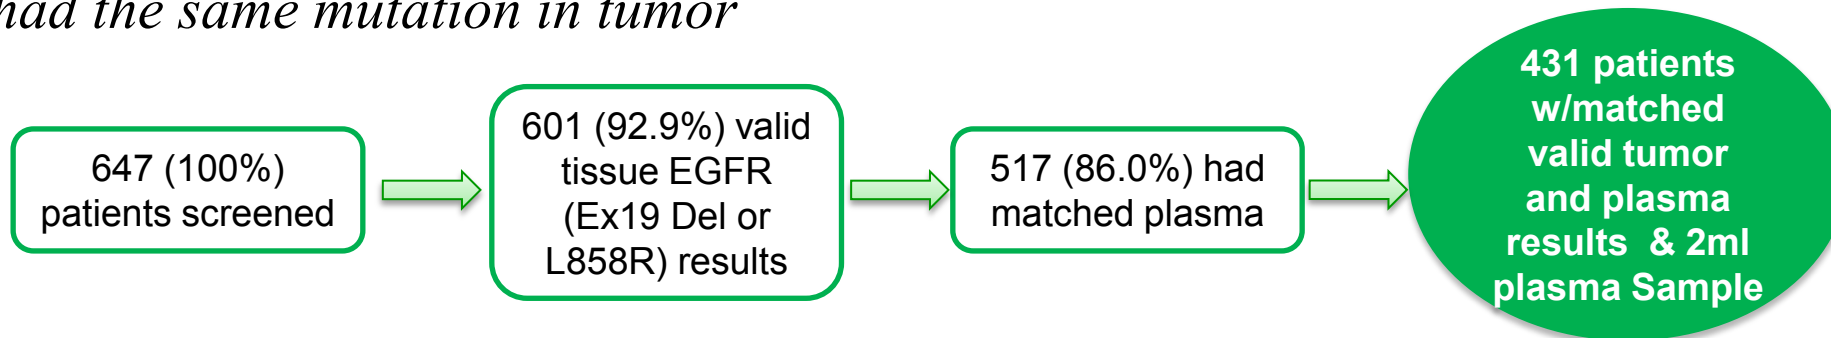 had the same mutation in tumor
647 (100%)
patients screened
601 (92.9%) valid
tissue EGFR
(Ex19 Del or
L858R) results
517 (86.0%) had
matched plasma
431 patients
w/matched
valid tumor
and plasma
results & 2ml
plasma Sample